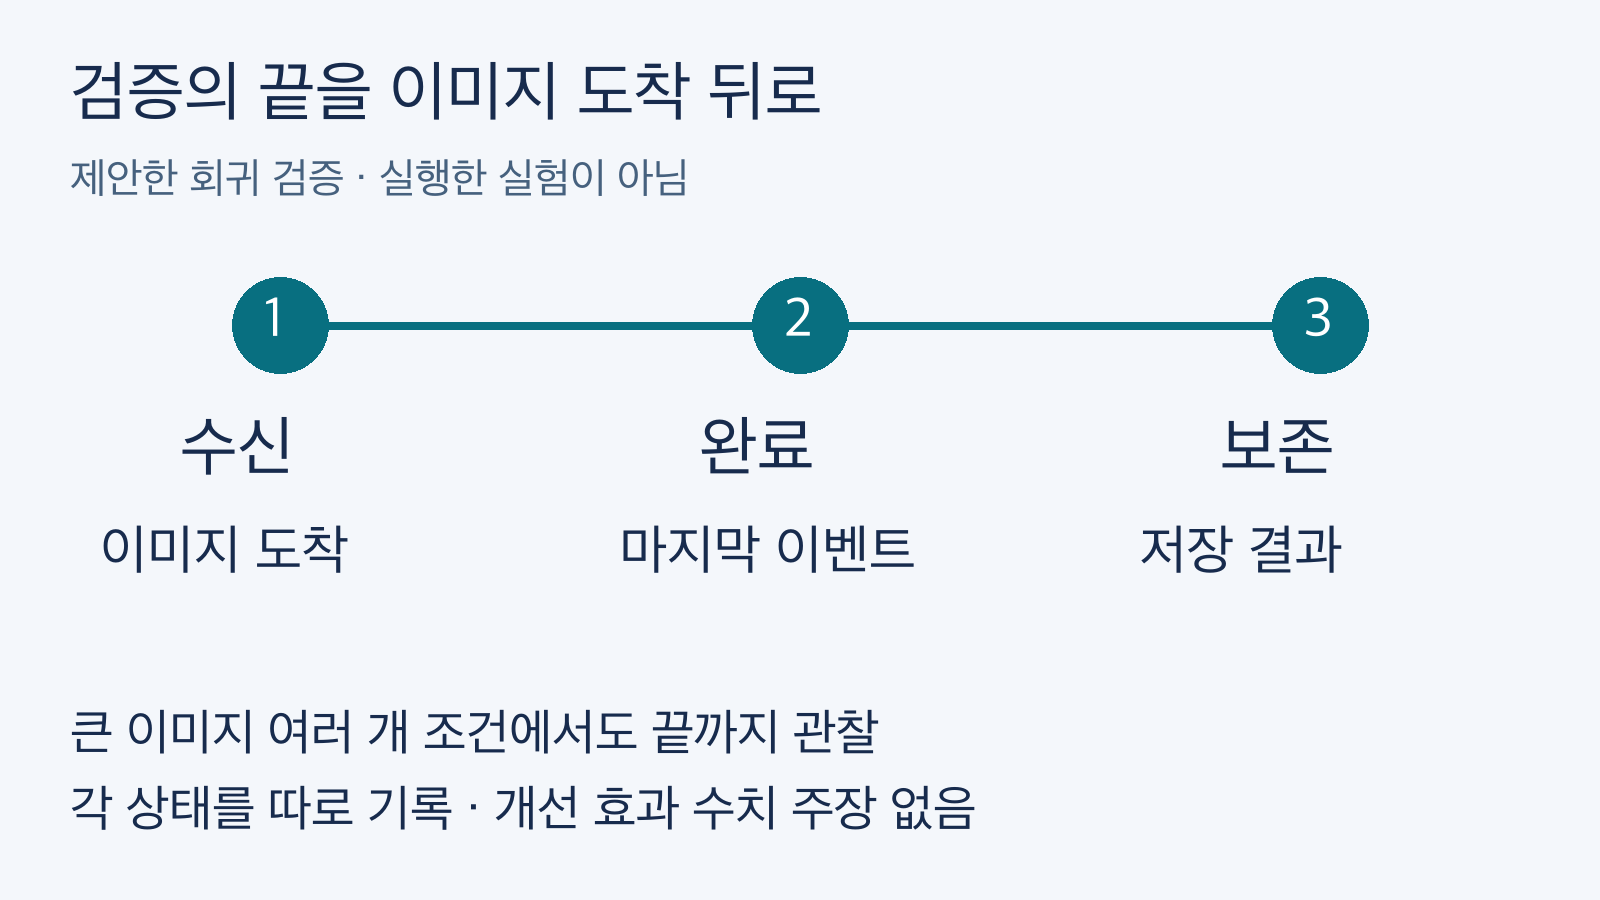 검증의 끝을 이미지 도착 뒤로
제안한 회귀 검증 · 실행한 실험이 아님
1 2 3
수신 완료 보존
이미지 도착 마지막 이벤트 저장 결과
큰 이미지 여러 개 조건에서도 끝까지 관찰
각 상태를 따로 기록 · 개선 효과 수치 주장 없음